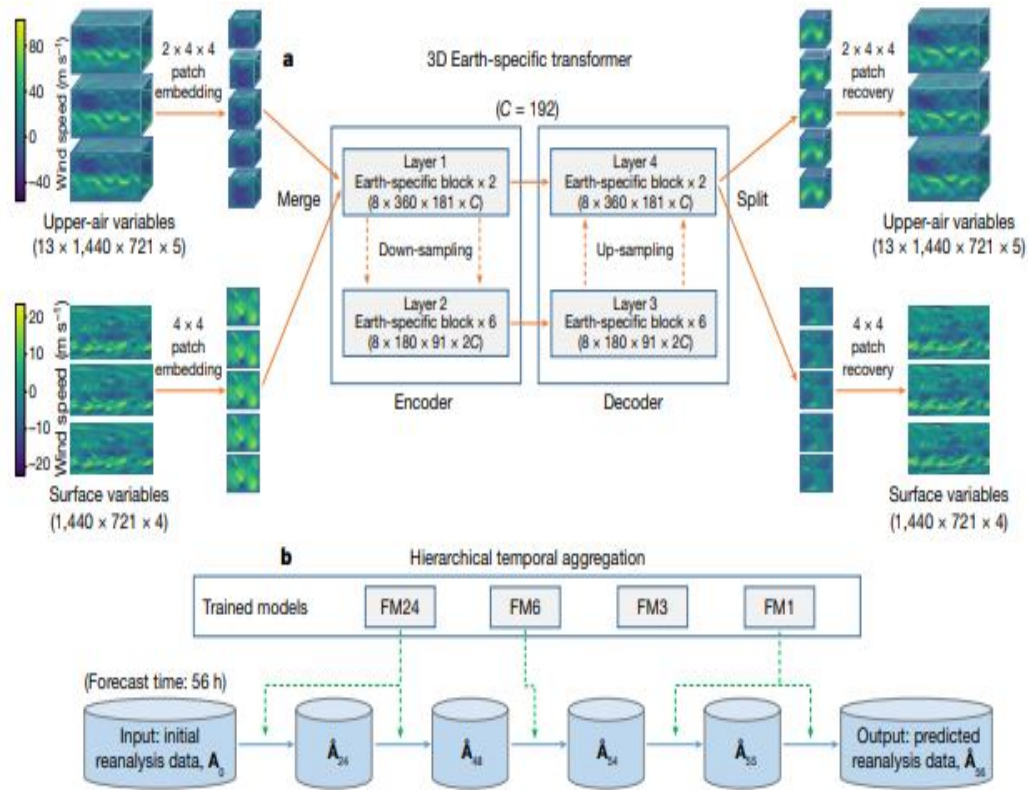 a
3D Earth-specific transformer
80
40
0
−40
Wind speed (m s⁻¹)
2 × 4 × 4
patch
embedding
Upper-air variables
(13 × 1,440 × 721 × 5)
20
10
0
−10
−20
Wind speed (m s⁻¹)
4 × 4
patch
embedding
Surface variables
(1,440 × 721 × 4)
Merge
(C = 192)
Layer 1
Earth-specific block × 2
(8 × 360 × 181 × C)
Down-sampling
Layer 2
Earth-specific block × 6
(8 × 180 × 91 × 2C)
Encoder
Layer 4
Earth-specific block × 2
(8 × 360 × 181 × C)
Up-sampling
Layer 3
Earth-specific block × 6
(8 × 180 × 91 × 2C)
Decoder
Split
2 × 4 × 4
patch
recovery
Upper-air variables
(13 × 1,440 × 721 × 5)
4 × 4
patch
recovery
Surface variables
(1,440 × 721 × 4)
b
Hierarchical temporal aggregation
Trained models
FM24
FM6
FM3
FM1
(Forecast time: 56 h)
Input: initial
reanalysis data, A₀
Â₂₄
Â₄₈
Â₅₄
Â₅₅
Output: predicted
reanalysis data, Â₅₆